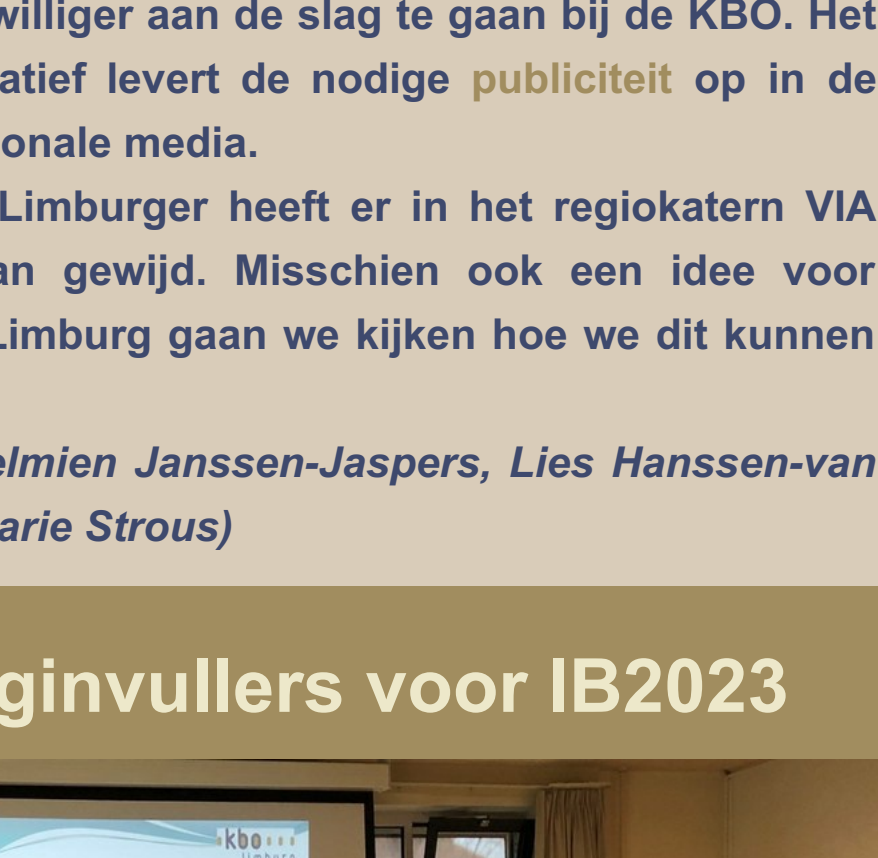 williger aan de slag te gaan bij de KBO. Het
atief levert de nodige publiciteit op in de
onale media.
Limburger heeft er in het regiokatern VIA
an gewijd. Misschien ook een idee voor
Limburg gaan we kijken hoe we dit kunnen
elmien Janssen-Jaspers, Lies Hanssen-van
arie Strous)
ginvullers voor IB2023
kbo
limburg